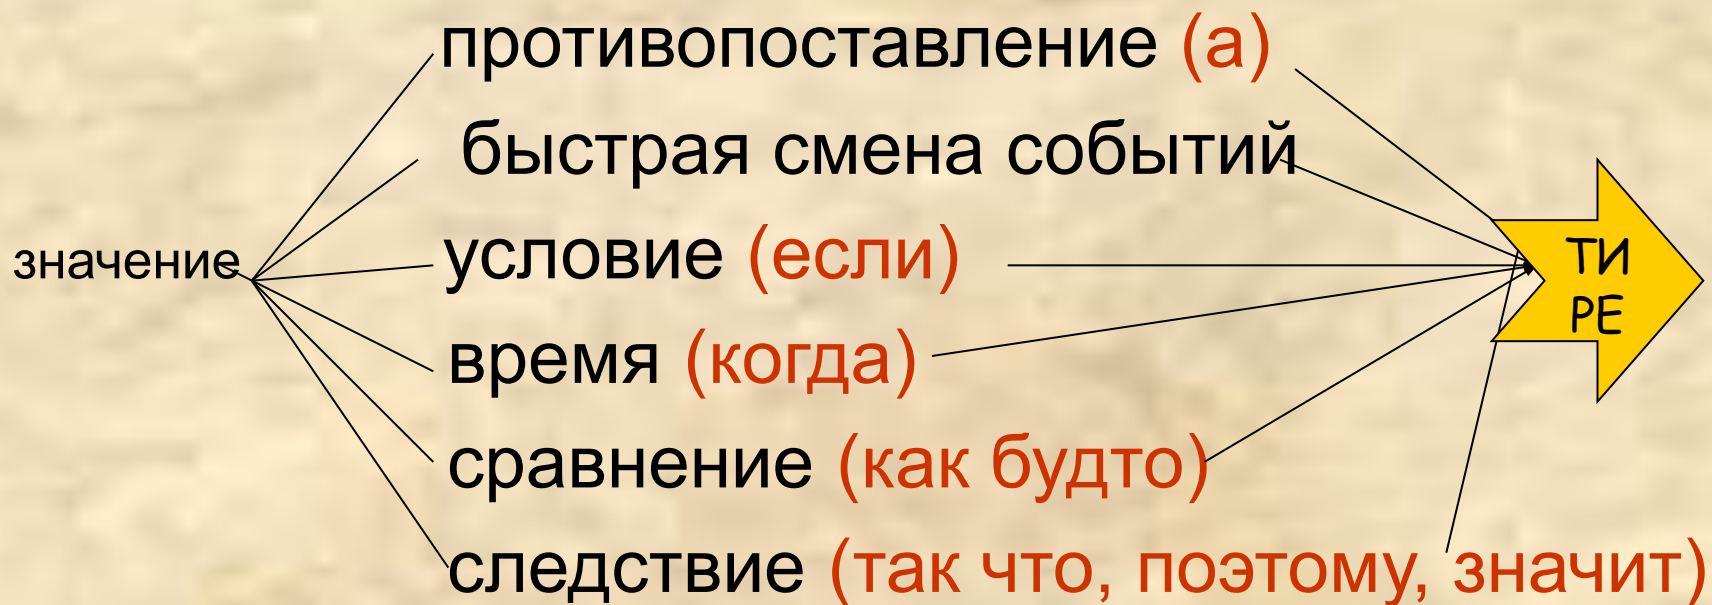 противопоставление (а)
быстрая смена событий
значение
условие (если)
время (когда)
сравнение (как будто)
следствие (так что, поэтому, значит)
ТИ
РЕ